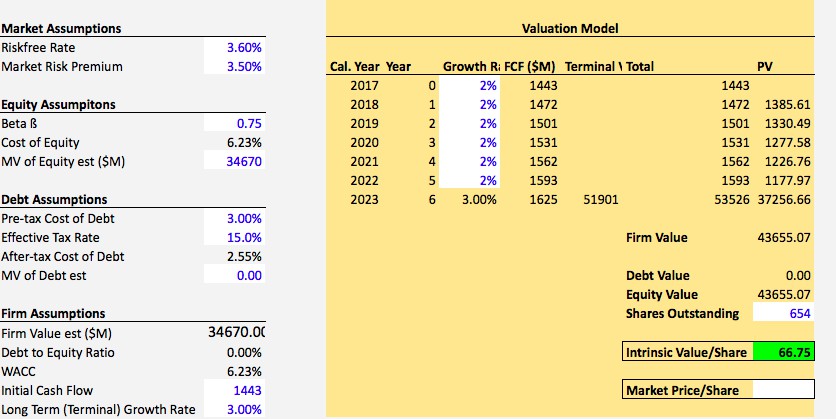 Market Assumptions
Riskfree Rate 3.60%
Market Risk Premium 3.50%
Equity Assumpitons
Beta ß 0.75
Cost of Equity 6.23%
MV of Equity est ($M) 34670
Debt Assumptions
Pre-tax Cost of Debt 3.00%
Effective Tax Rate 15.0%
After-tax Cost of Debt 2.55%
MV of Debt est 0.00
Firm Assumptions
Firm Value est ($M) 34670.00
Debt to Equity Ratio 0.00%
WACC 6.23%
Initial Cash Flow 1443
Long Term (Terminal) Growth Rate 3.00%
Valuation Model
Cal. Year Year Growth Ra FCF ($M) Terminal V Total PV
2017 0 2% 1443 1443
2018 1 2% 1472 1472 1385.61
2019 2 2% 1501 1501 1330.49
2020 3 2% 1531 1531 1277.58
2021 4 2% 1562 1562 1226.76
2022 5 2% 1593 1593 1177.97
2023 6 3.00% 1625 51901 53526 37256.66
Firm Value 43655.07
Debt Value 0.00
Equity Value 43655.07
Shares Outstanding 654
Intrinsic Value/Share 66.75
Market Price/Share